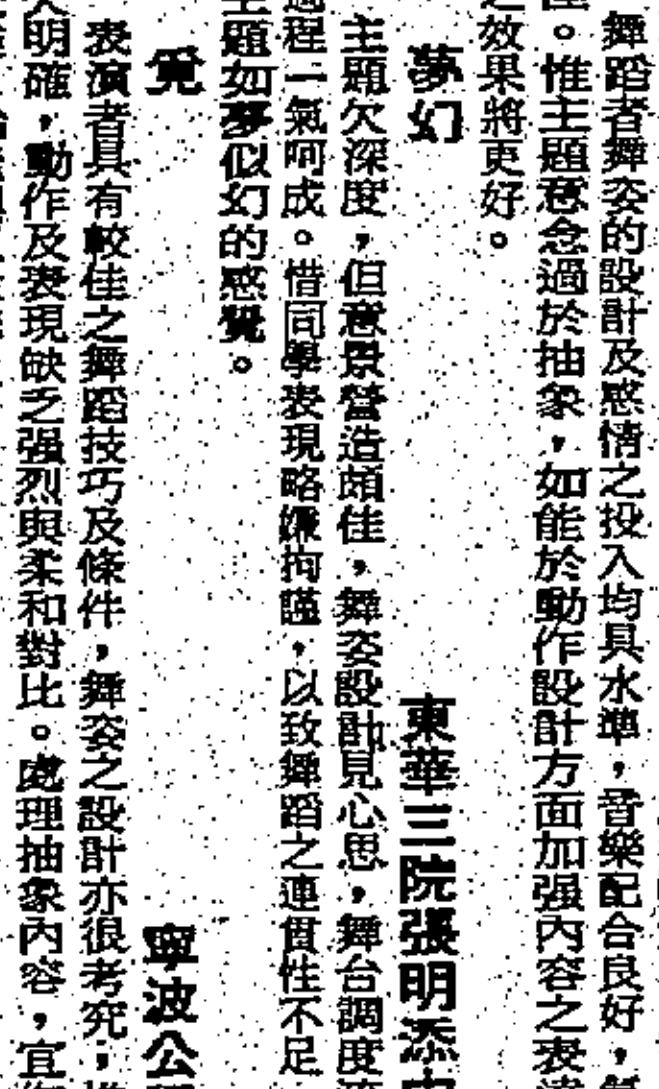 舞蹈者舞姿的設計及感情之投入均具水準，音樂配合良好，
。惟主題意念過於抽象，如能於動作設計方面加强內容之表
之效果將更好。
夢幻 東華三院張明添中
主題欠深度，但意景營造頗佳，舞姿設計見心思，舞台調度
過程一氣呵成。惜同學表現略嫌拘謹，以致舞蹈之連貫性不足
主題如夢似幻的感覺。
覓 寧波公
表演者具有較佳之舞蹈技巧及條件，舞姿之設計亦很考究；
明確，動作及表現缺乏强烈與柔和對比。處理抽象內容，宜